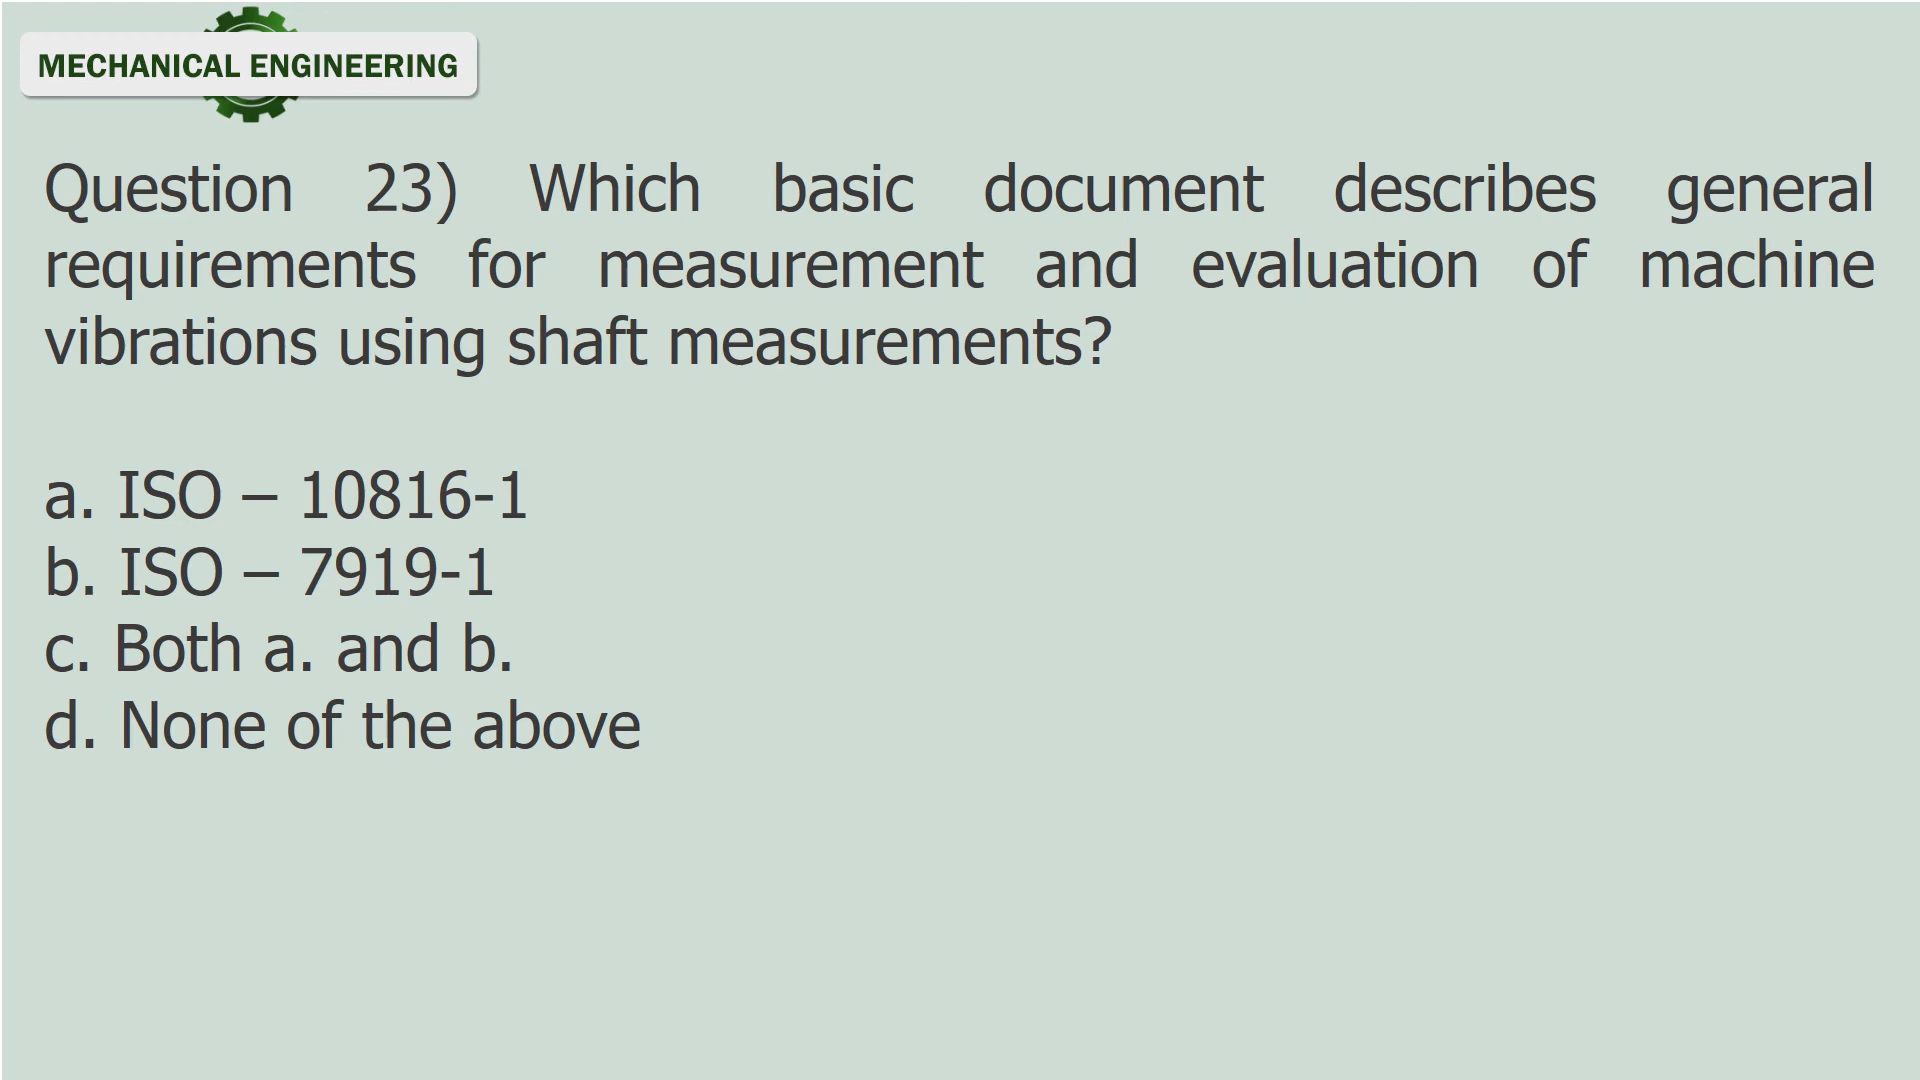 MECHANICAL ENGINEERING
Question 23) Which basic document describes general
requirements for measurement and evaluation of machine
vibrations using shaft measurements?
a. ISO – 10816-1
b. ISO – 7919-1
c. Both a. and b.
d. None of the above